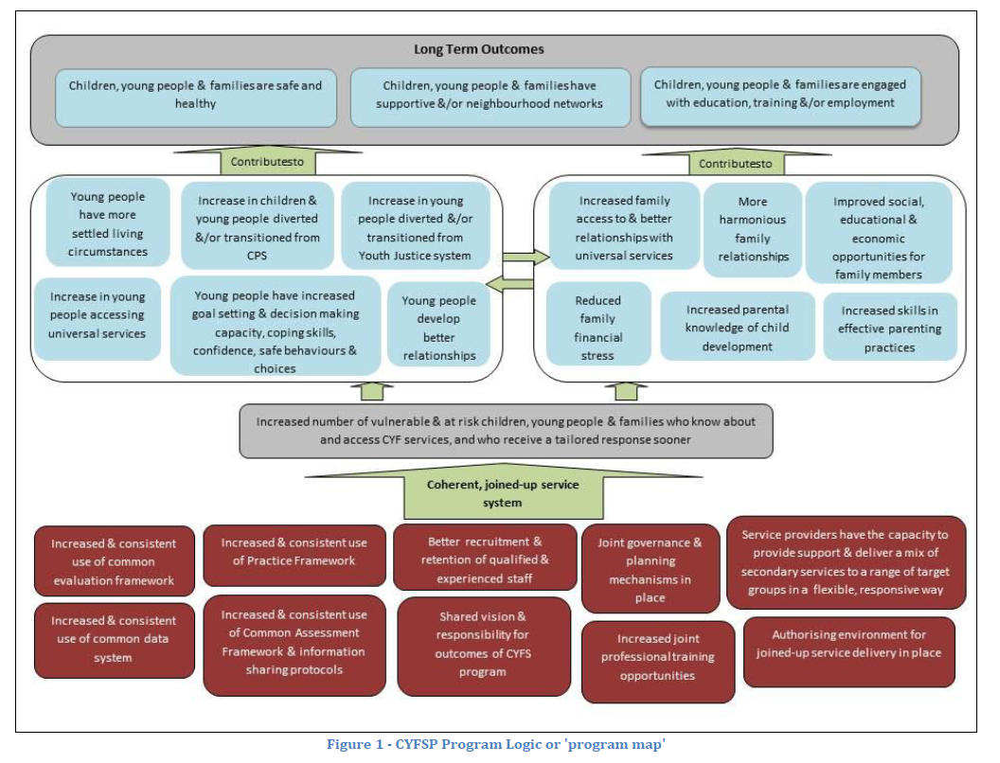 Long Term Outcomes
Children, young people & families are safe and
healthy
Children, young people & families have
supportive &/or neighbourhood networks
Children, young people & families are engaged
with education, training &/or employment
Contributesto
Contributesto
Young people
have more
settled living
circumstances
Increase in children &
young people diverted
&/or transitioned from
CPS
Increase in young
people diverted &/or
transitioned from
Youth Justice system
Increase in young
people accessing
universal services
Young people have increased
goal setting & decision making
capacity, coping skills,
confidence, safe behaviours &
choices
Young people
develop
better
relationships
Increased family
access to & better
relationships with
universal services
More
harmonious
family
relationships
Improved social,
educational &
economic
opportunities for
family members
Reduced
family
financial
stress
Increased parental
knowledge of child
development
Increased skills in
effective parenting
practices
Increased number of vulnerable & at risk children, young people & families who know about
and access CYF services, and who receive a tailored response sooner
Coherent, joined-up service
system
Increased & consistent
use of common
evaluation framework
Increased & consistent use
of Practice Framework
Better recruitment &
retention of qualified &
experienced staff
Joint governance &
planning
mechanisms in
place
Service providers have the capacity to
provide support & deliver a mix of
secondary services to a range of target
groups in a flexible, responsive way
Increased & consistent
use of common data
system
Increased & consistent use
of Common Assessment
Framework & information
sharing protocols
Shared vision &
responsibility for
outcomes of CYFS
program
Increased joint
professional training
opportunities
Authorising environment for
joined-up service delivery in place
Figure 1 - CYFSP Program Logic or 'program map'